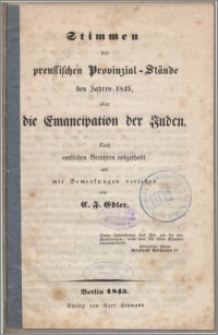 Stimmen
der
preussischen Provinzial-Stände
des Jahres 1845,
über
die Emancipation der Juden.
Nach
amtlichen Berichten mitgetheilt
und
mit Bemerkungen versehen
von
C. F. Edler.
Berlin 1845.
Verlag von Carl Heymann